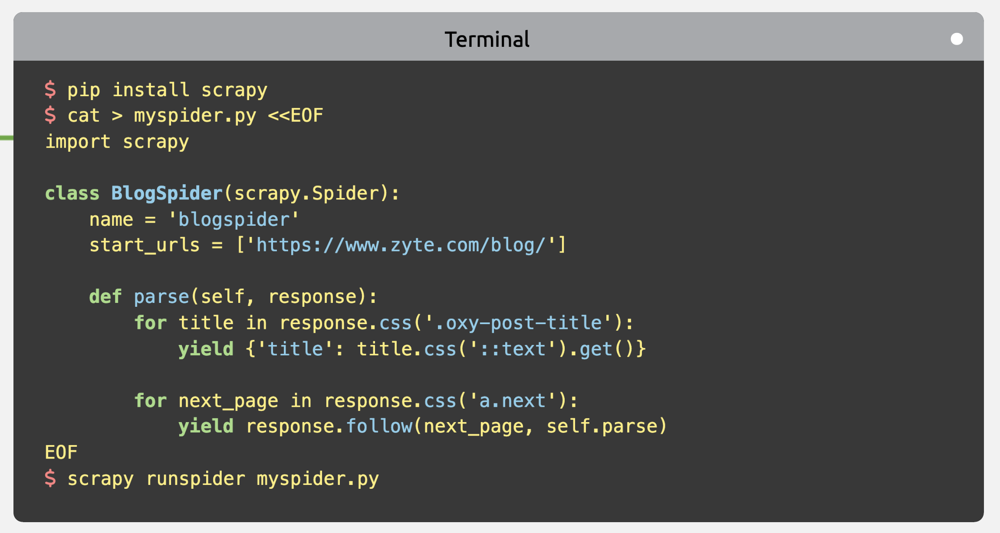 Terminal
$ pip install scrapy
$ cat > myspider.py <<EOF
import scrapy
class BlogSpider(scrapy.Spider):
    name = 'blogspider'
    start_urls = ['https://www.zyte.com/blog/']
    def parse(self, response):
        for title in response.css('.oxy-post-title'):
            yield {'title': title.css('::text').get()}
        for next_page in response.css('a.next'):
            yield response.follow(next_page, self.parse)
EOF
$ scrapy runspider myspider.py